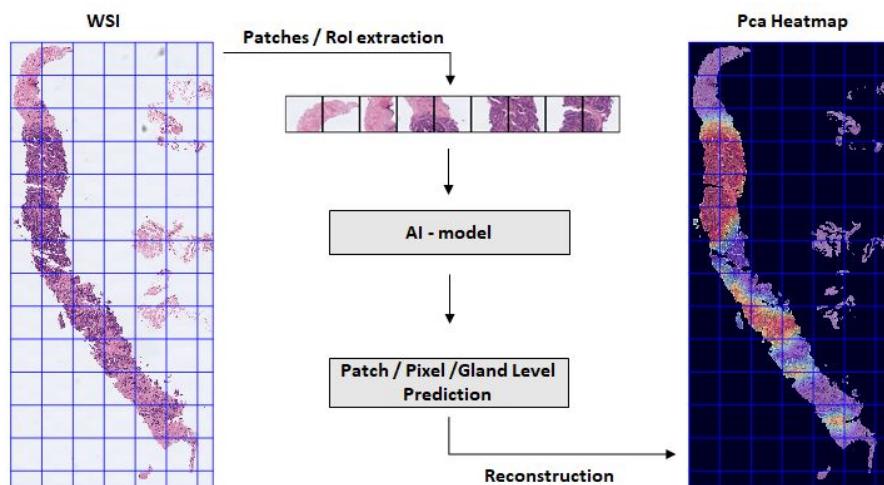 WSI
Patches / RoI extraction
Pca Heatmap
AI - model
Patch / Pixel /Gland Level
Prediction
Reconstruction